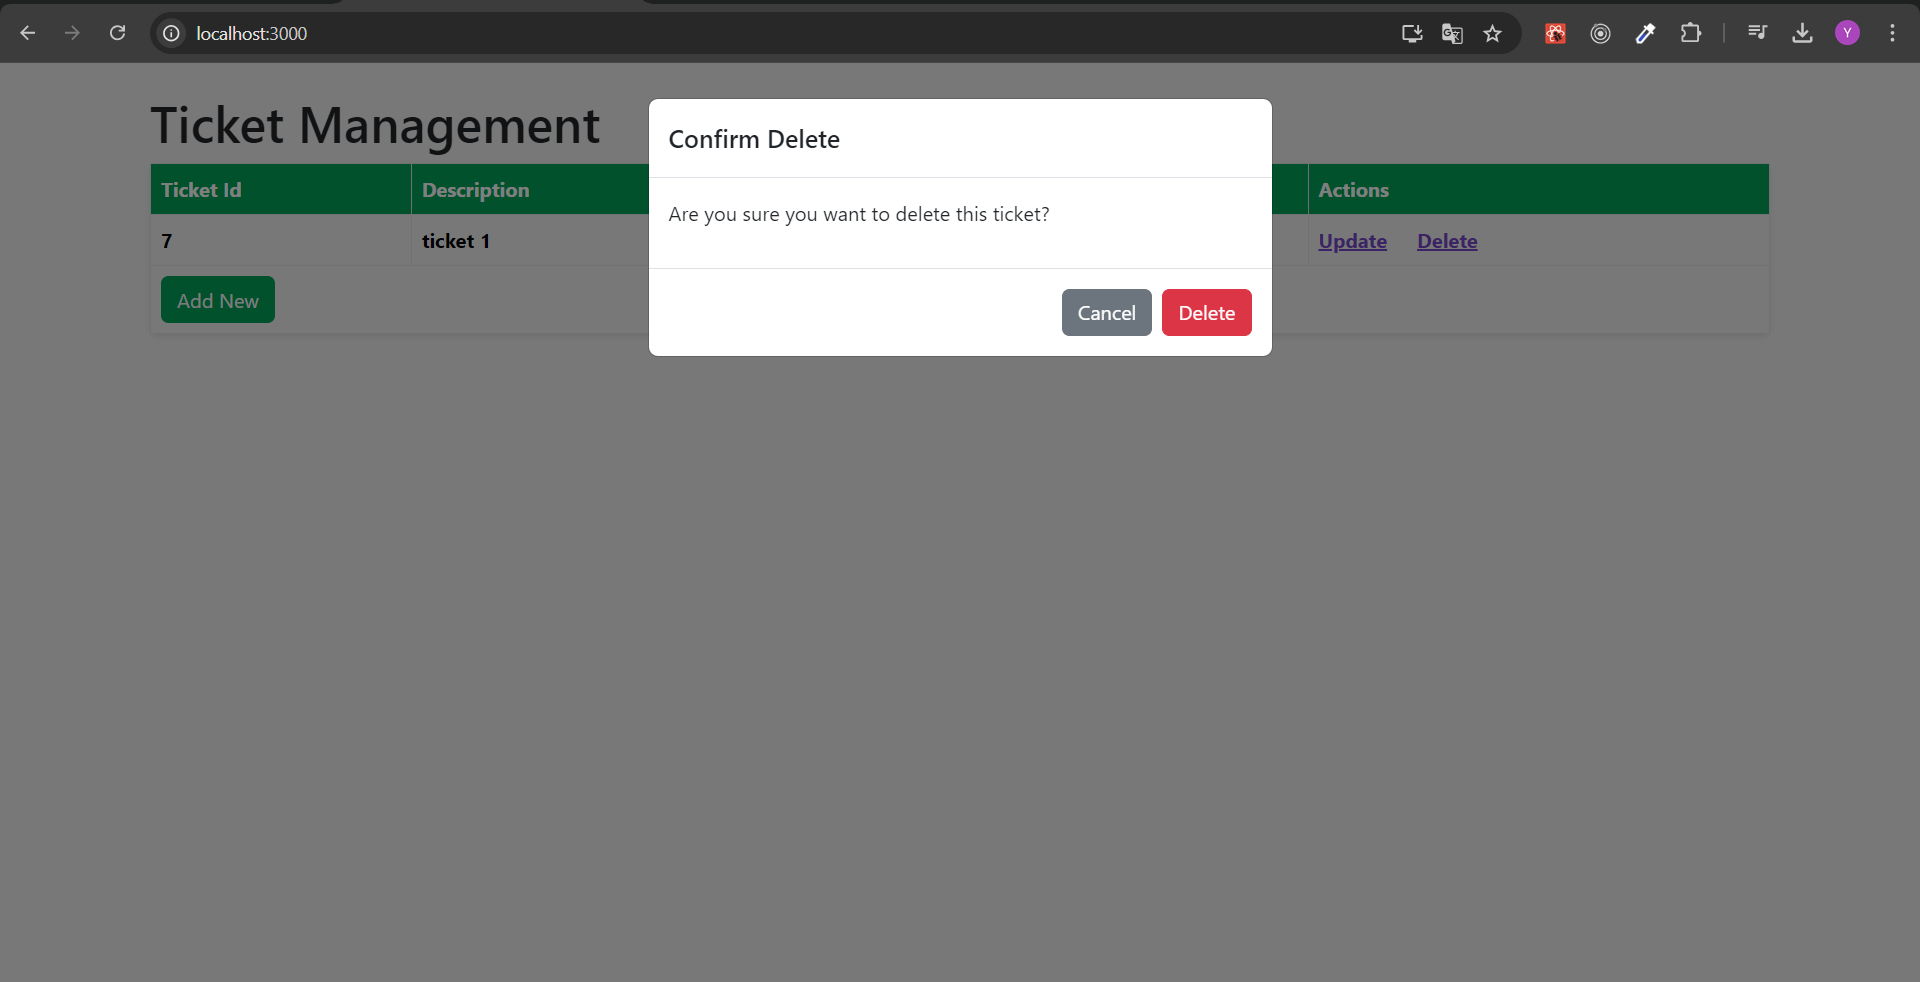 localhost:3000
Y
Ticket Management
Confirm Delete
Ticket Id Description Actions
Are you sure you want to delete this ticket?
7 ticket 1 Update Delete
Add New
Cancel Delete